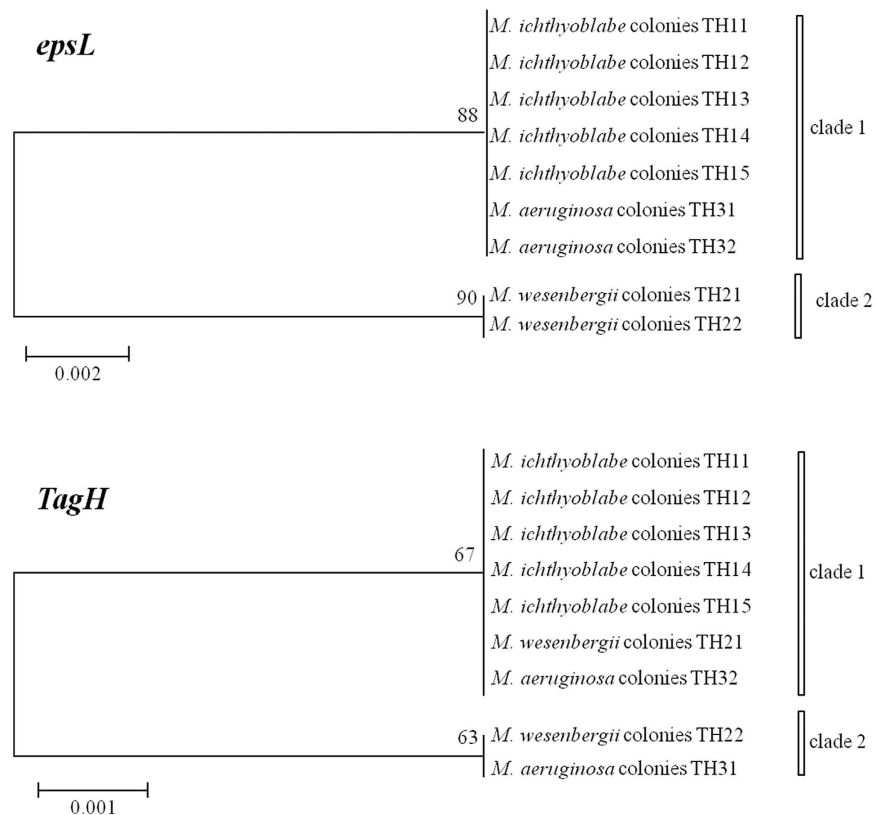 epsL
M. ichthyoblabe colonies TH11
M. ichthyoblabe colonies TH12
M. ichthyoblabe colonies TH13
88
M. ichthyoblabe colonies TH14
clade 1
M. ichthyoblabe colonies TH15
M. aeruginosa colonies TH31
M. aeruginosa colonies TH32
90
M. wesenbergii colonies TH21
clade 2
M. wesenbergii colonies TH22
0.002
TagH
M. ichthyoblabe colonies TH11
M. ichthyoblabe colonies TH12
M. ichthyoblabe colonies TH13
67
M. ichthyoblabe colonies TH14
clade 1
M. ichthyoblabe colonies TH15
M. wesenbergii colonies TH21
M. aeruginosa colonies TH32
63
M. wesenbergii colonies TH22
clade 2
M. aeruginosa colonies TH31
0.001